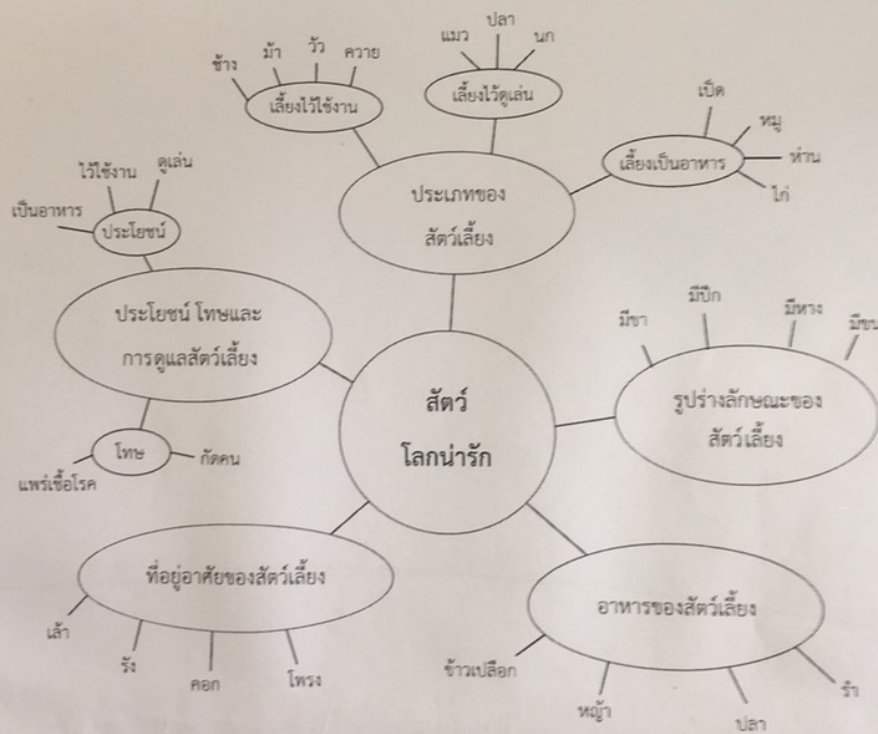 ช้าง
ม้า
วัว
ควาย
เลี้ยงไว้ใช้งาน
แมว
ปลา
นก
เลี้ยงไว้ดูเล่น
เป็ด
หมู
ห่าน
ไก่
เลี้ยงเป็นอาหาร
ประเภทของ
สัตว์เลี้ยง
เป็นอาหาร
ไว้ใช้งาน
ดูเล่น
ประโยชน์
ประโยชน์ โทษและ
การดูแลสัตว์เลี้ยง
โทษ
แพร่เชื้อโรค
กัดคน
สัตว์
โลกน่ารัก
มีขา
มีปีก
มีหาง
มีขน
รูปร่างลักษณะของ
สัตว์เลี้ยง
ที่อยู่อาศัยของสัตว์เลี้ยง
เล้า
รัง
คอก
โพรง
อาหารของสัตว์เลี้ยง
ข้าวเปลือก
หญ้า
ปลา
รำ